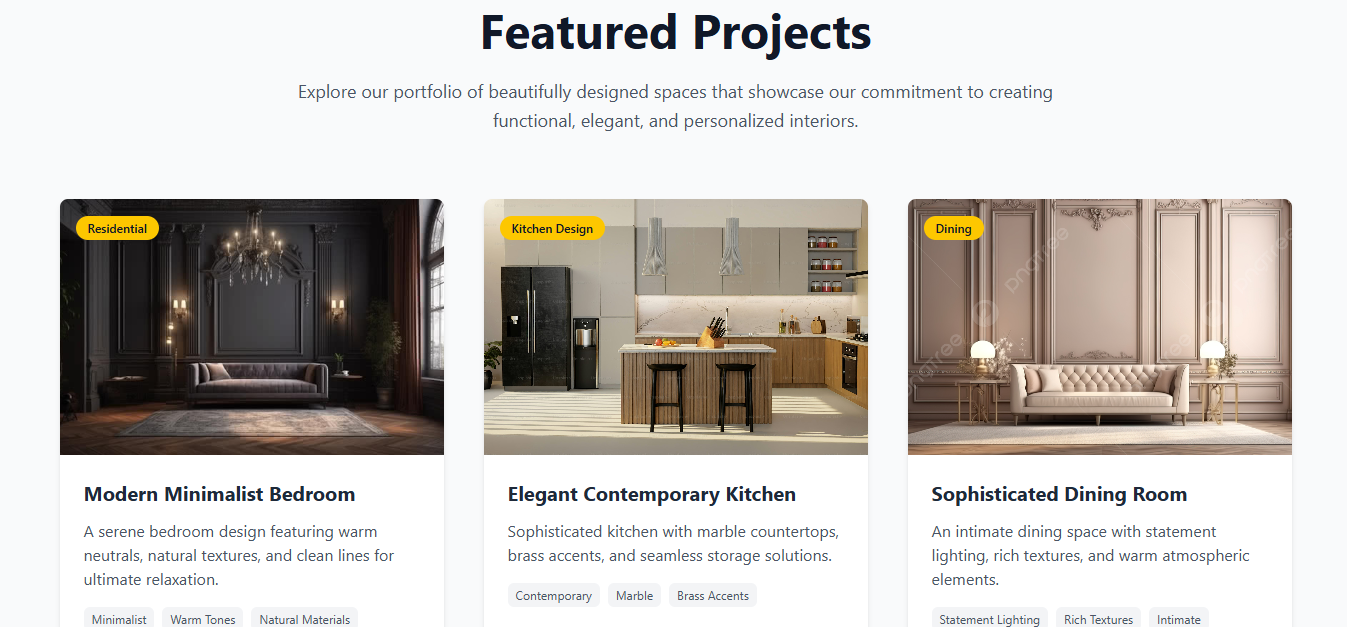 Featured Projects
Explore our portfolio of beautifully designed spaces that showcase our commitment to creating
functional, elegant, and personalized interiors.
Residential
Kitchen Design
Dining
pngtree
pngtree
Modern Minimalist Bedroom
A serene bedroom design featuring warm
neutrals, natural textures, and clean lines for
ultimate relaxation.
Minimalist
Warm Tones
Natural Materials
Elegant Contemporary Kitchen
Sophisticated kitchen with marble countertops,
brass accents, and seamless storage solutions.
Contemporary
Marble
Brass Accents
Sophisticated Dining Room
An intimate dining space with statement
lighting, rich textures, and warm atmospheric
elements.
Statement Lighting
Rich Textures
Intimate